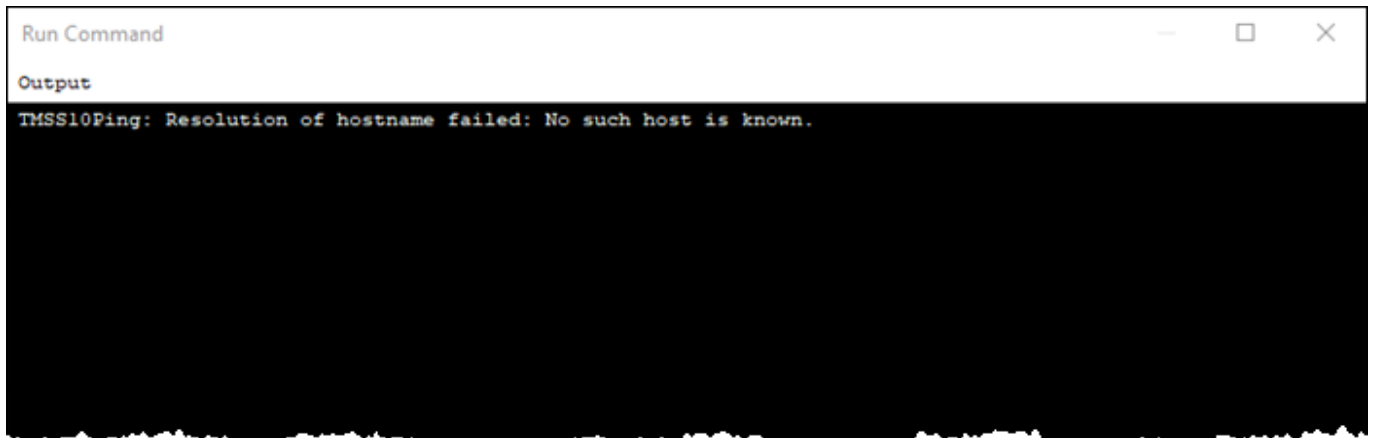 Run Command
Output
TMSS10Ping: Resolution of hostname failed: No such host is known.